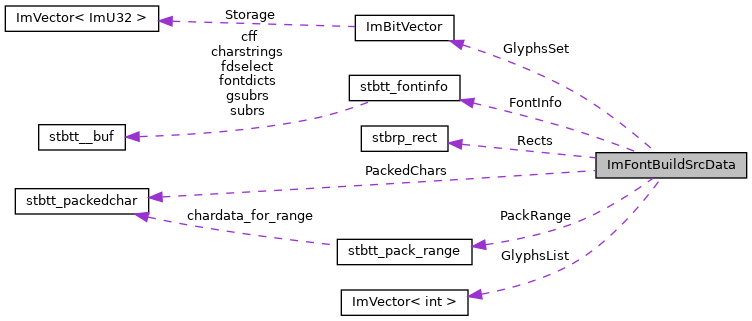 ImVector< ImU32 >
Storage
ImBitVector
cff
charstrings
fdselect
fontdicts
gsubrs
subrs
GlyphsSet
stbtt_fontinfo
FontInfo
stbtt__buf
stbrp_rect
Rects
ImFontBuildSrcData
PackedChars
stbtt_packedchar
chardata_for_range
PackRange
stbtt_pack_range
GlyphsList
ImVector< int >